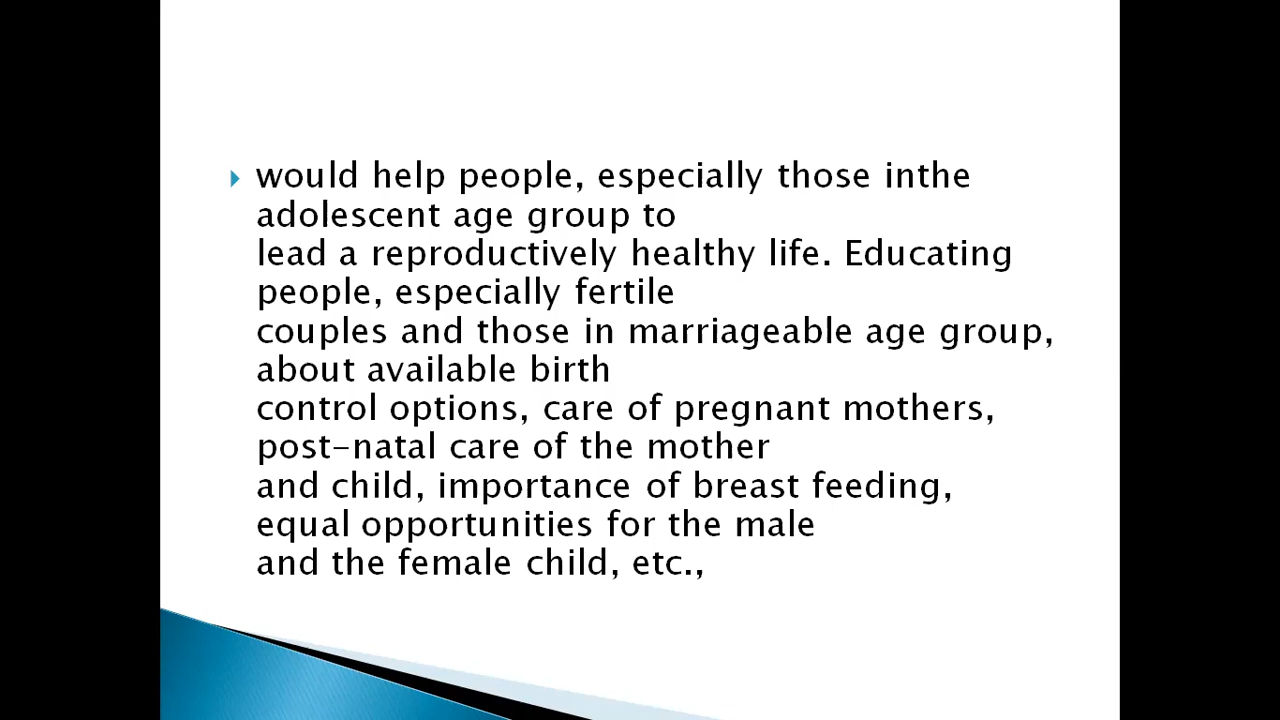 would help people, especially those inthe
adolescent age group to
lead a reproductively healthy life. Educating
people, especially fertile
couples and those in marriageable age group,
about available birth
control options, care of pregnant mothers,
post-natal care of the mother
and child, importance of breast feeding,
equal opportunities for the male
and the female child, etc.,